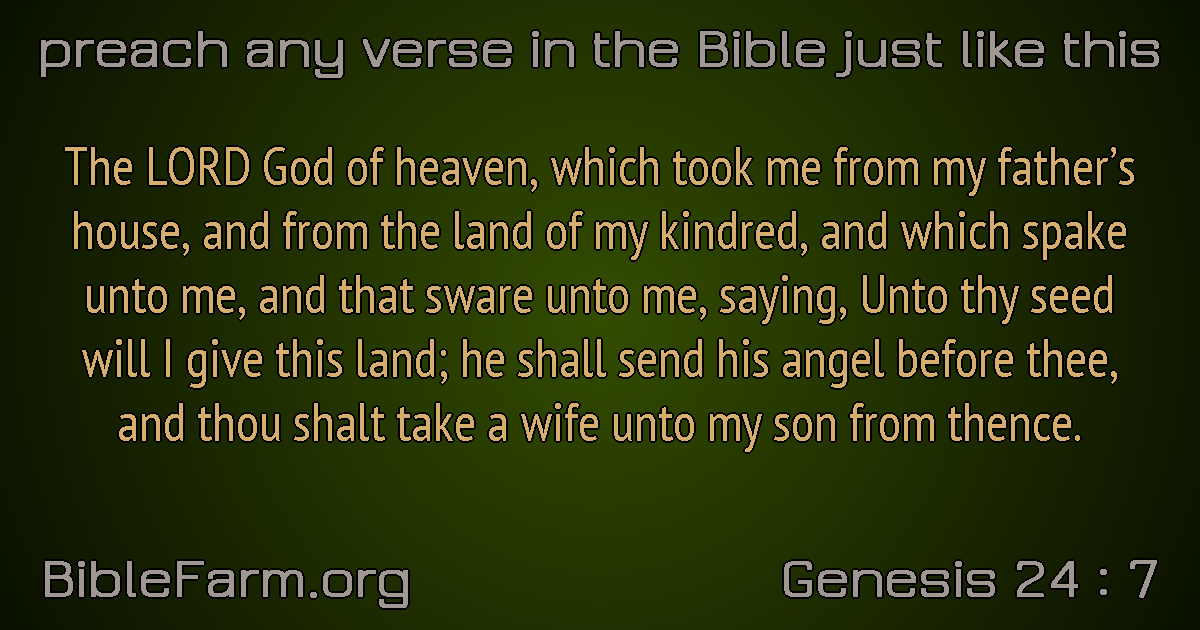 preach any verse in the Bible just like this
The LORD God of heaven, which took me from my father’s
house, and from the land of my kindred, and which spake
unto me, and that sware unto me, saying, Unto thy seed
will I give this land; he shall send his angel before thee,
and thou shalt take a wife unto my son from thence.
BibleFarm.org
Genesis 24 : 7